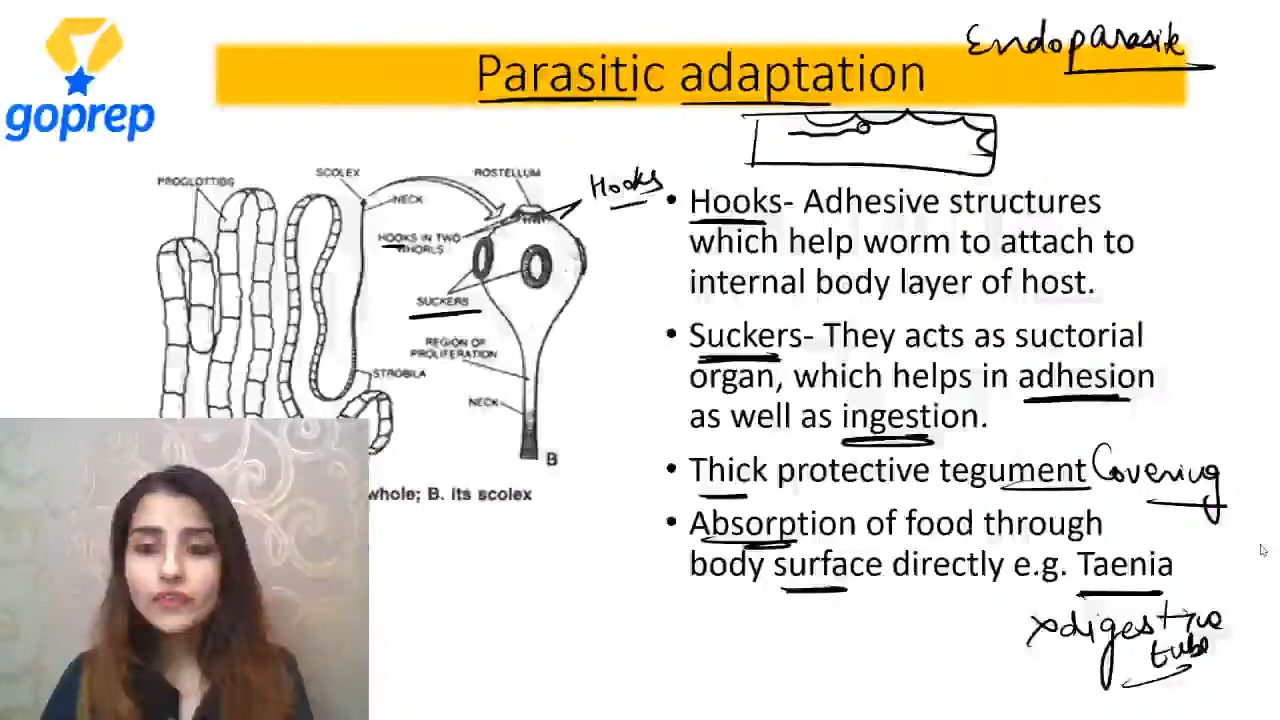 Endoparasite
Parasitic adaptation
goprep
PROGLOTTIDS
SCOLEX
NECK
ROSTELLUM
Hooks
HOOKS IN TWO
WHORLS
SUCKERS
REGION OF
PROLIFERATION
STROBILA
NECK
B
whole; B. its scolex
• Hooks- Adhesive structures
which help worm to attach to
internal body layer of host.
• Suckers- They acts as suctorial
organ, which helps in adhesion
as well as ingestion.
• Thick protective tegument Covering
• Absorption of food through
body surface directly e.g. Taenia
x digestive
tube